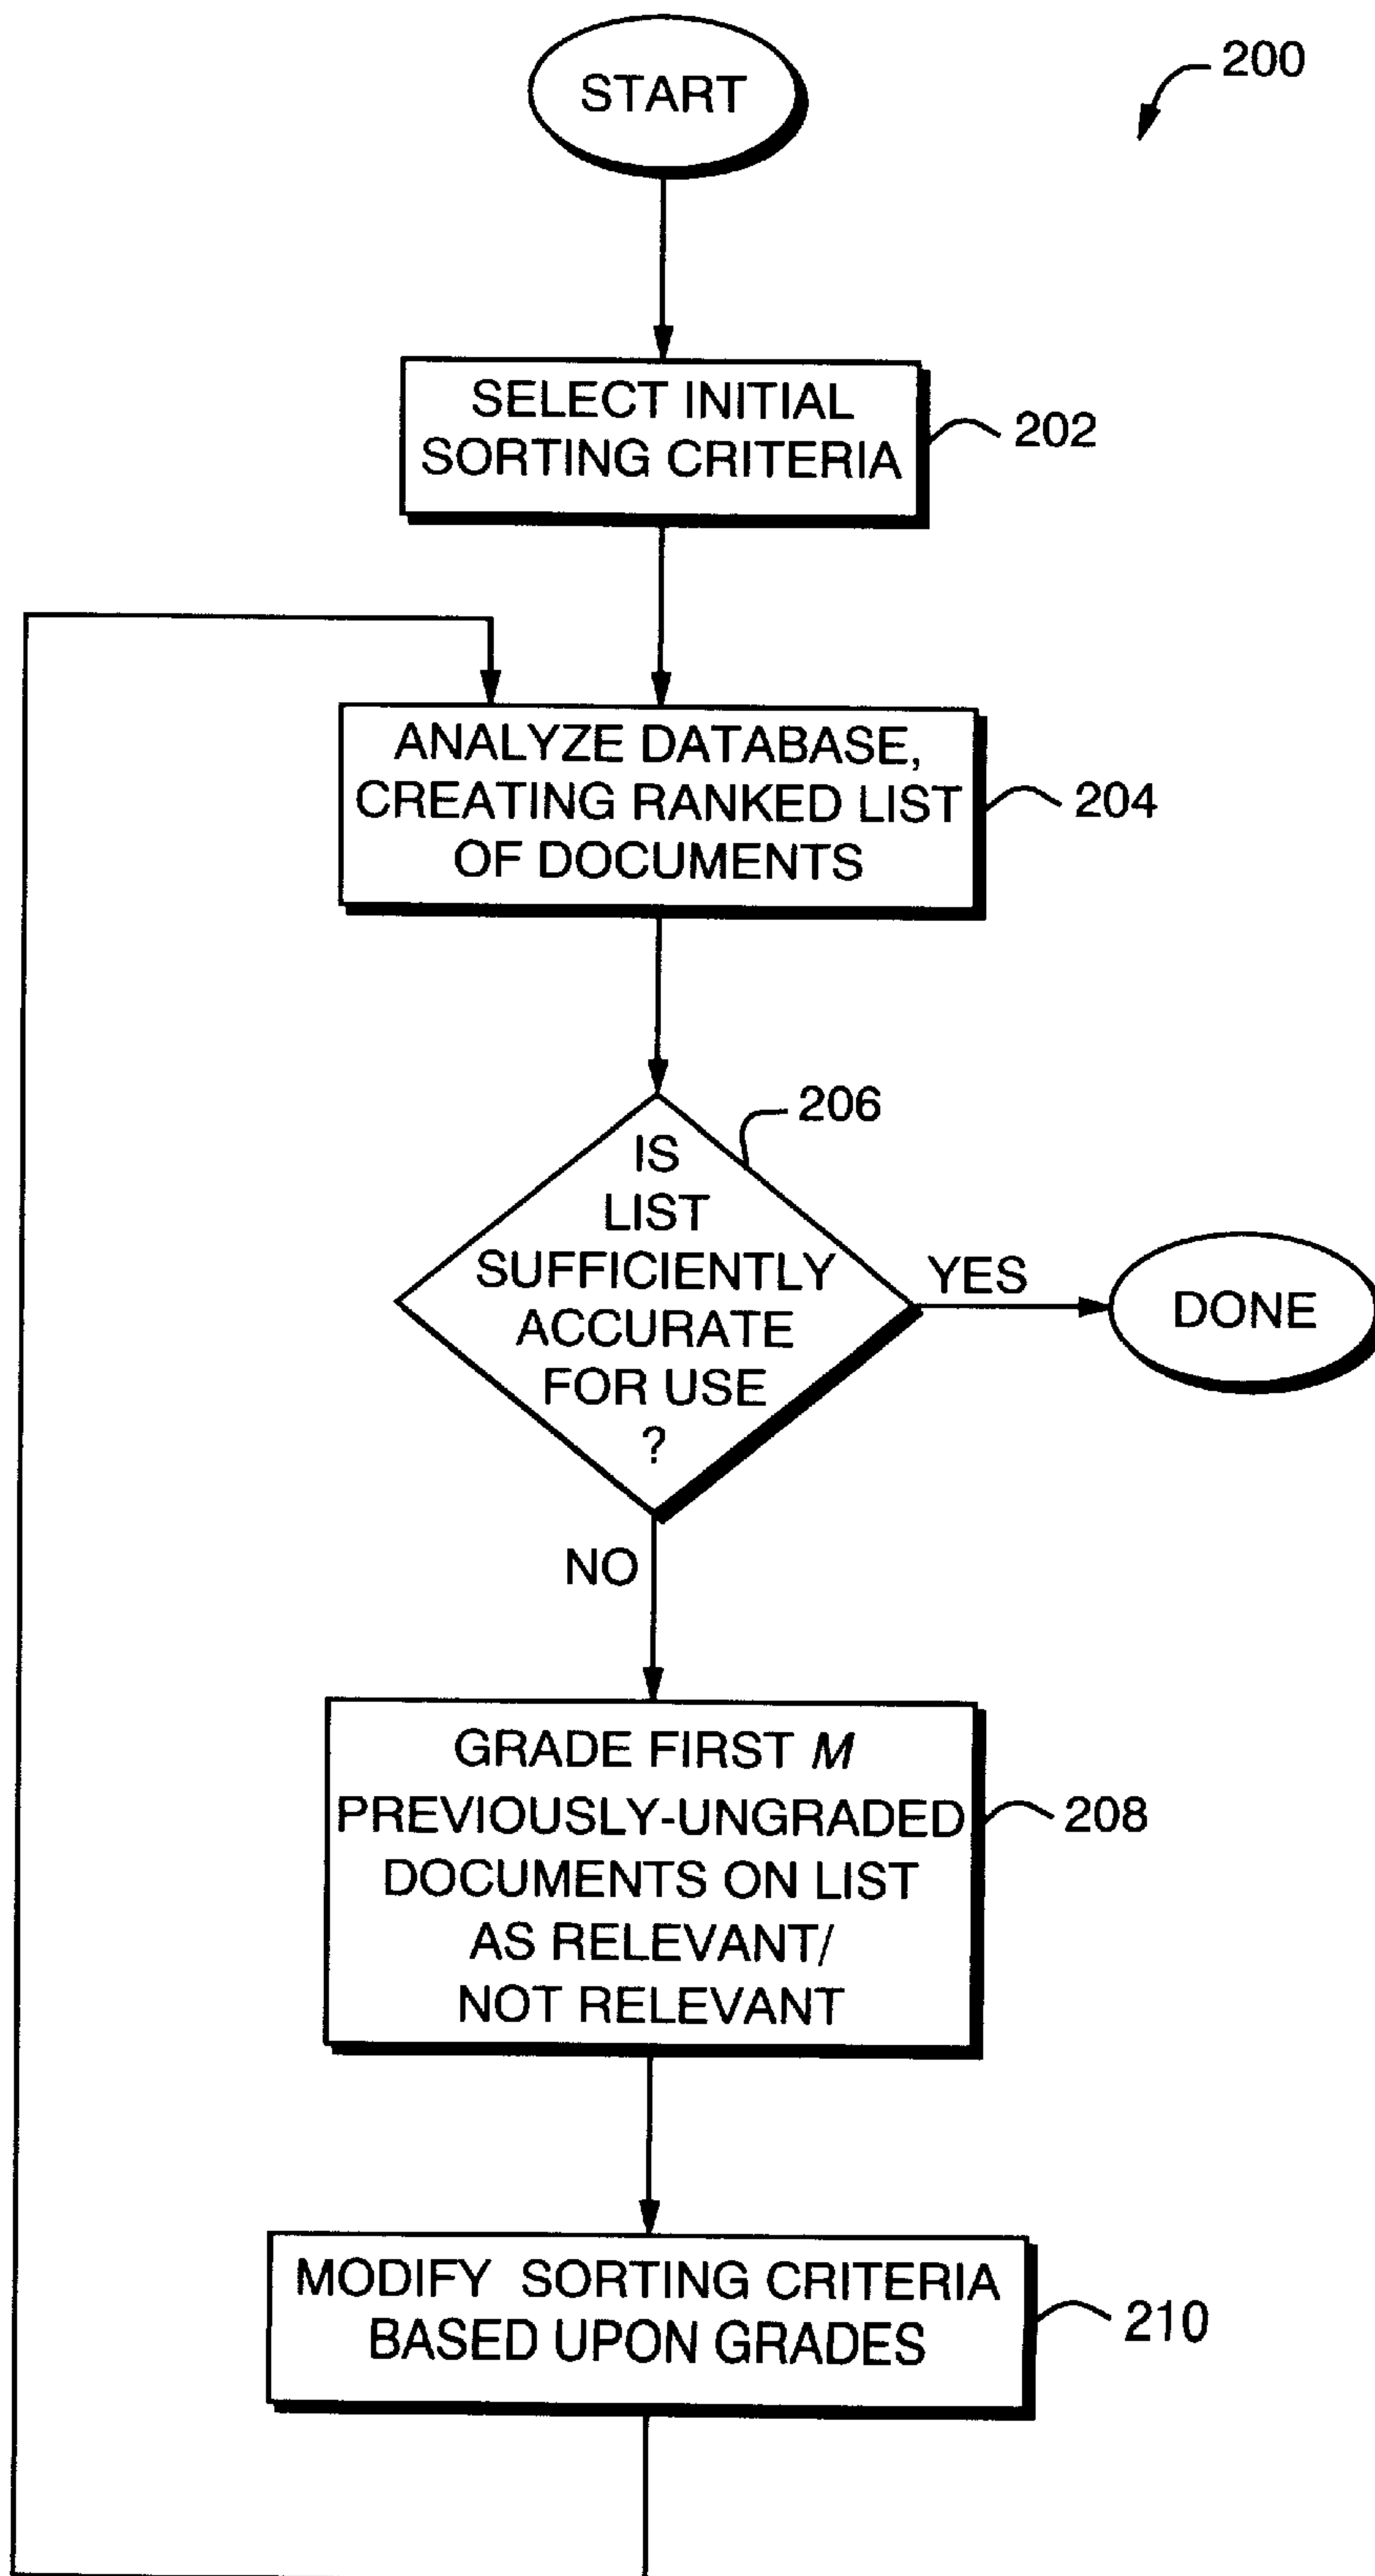 START
200
SELECT INITIAL
SORTING CRITERIA
202
ANALYZE DATABASE,
CREATING RANKED LIST
OF DOCUMENTS
204
206
IS
LIST
SUFFICIENTLY
ACCURATE
FOR USE
?
YES
DONE
NO
GRADE FIRST M
PREVIOUSLY-UNGRADED
DOCUMENTS ON LIST
AS RELEVANT/
NOT RELEVANT
208
MODIFY SORTING CRITERIA
BASED UPON GRADES
210